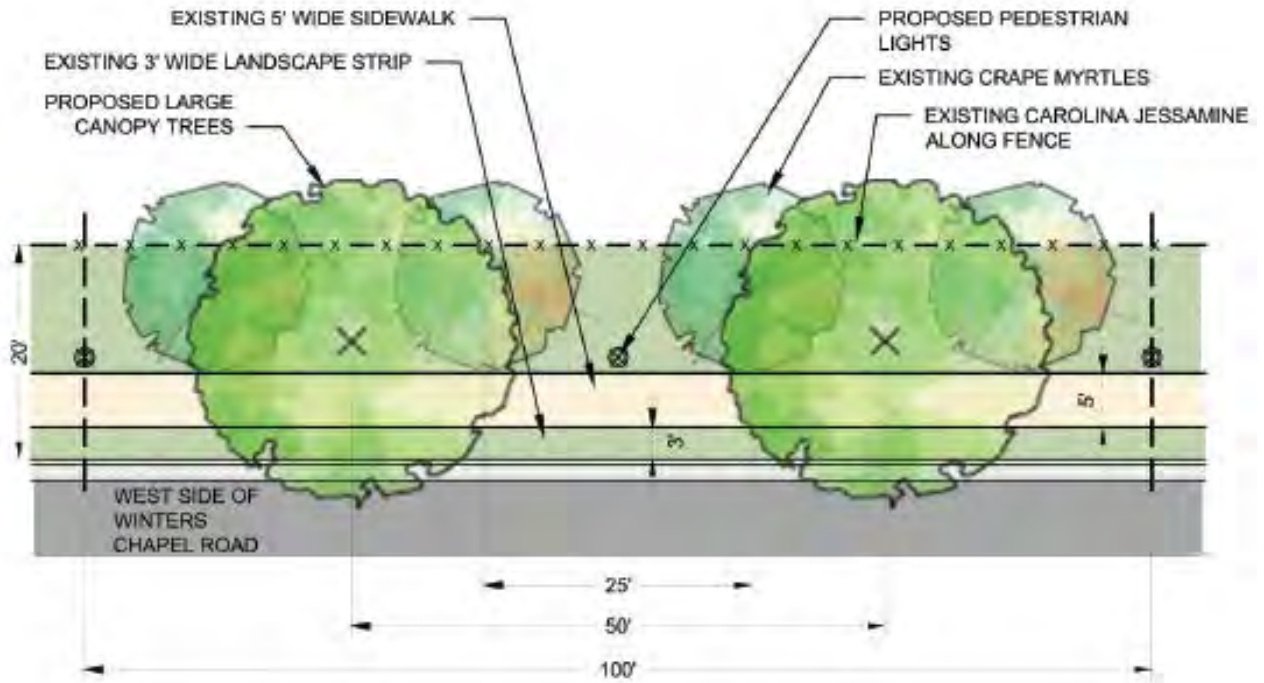 EXISTING 5' WIDE SIDEWALK
EXISTING 3' WIDE LANDSCAPE STRIP
PROPOSED LARGE
CANOPY TREES
PROPOSED PEDESTRIAN
LIGHTS
EXISTING CRAPE MYRTLES
EXISTING CAROLINA JESSAMINE
ALONG FENCE
20'
5'
3'
WEST SIDE OF
WINTERS
CHAPEL ROAD
25'
50'
100'